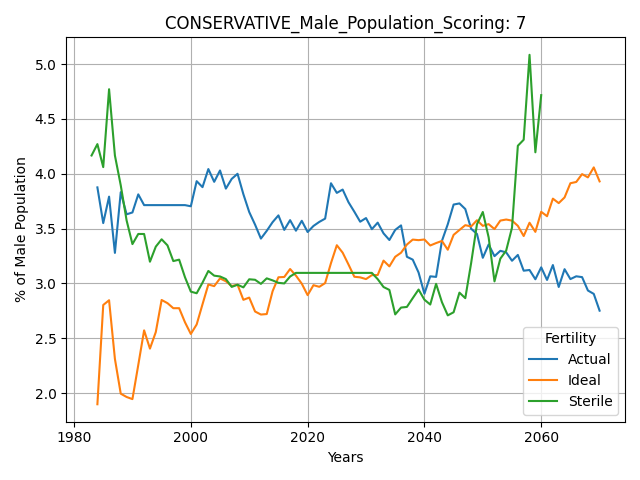 CONSERVATIVE_Male_Population_Scoring: 7
% of Male Population
5.0
4.5
4.0
3.5
3.0
2.5
2.0
1980
2000
2020
2040
2060
Years
Fertility
Actual
Ideal
Sterile